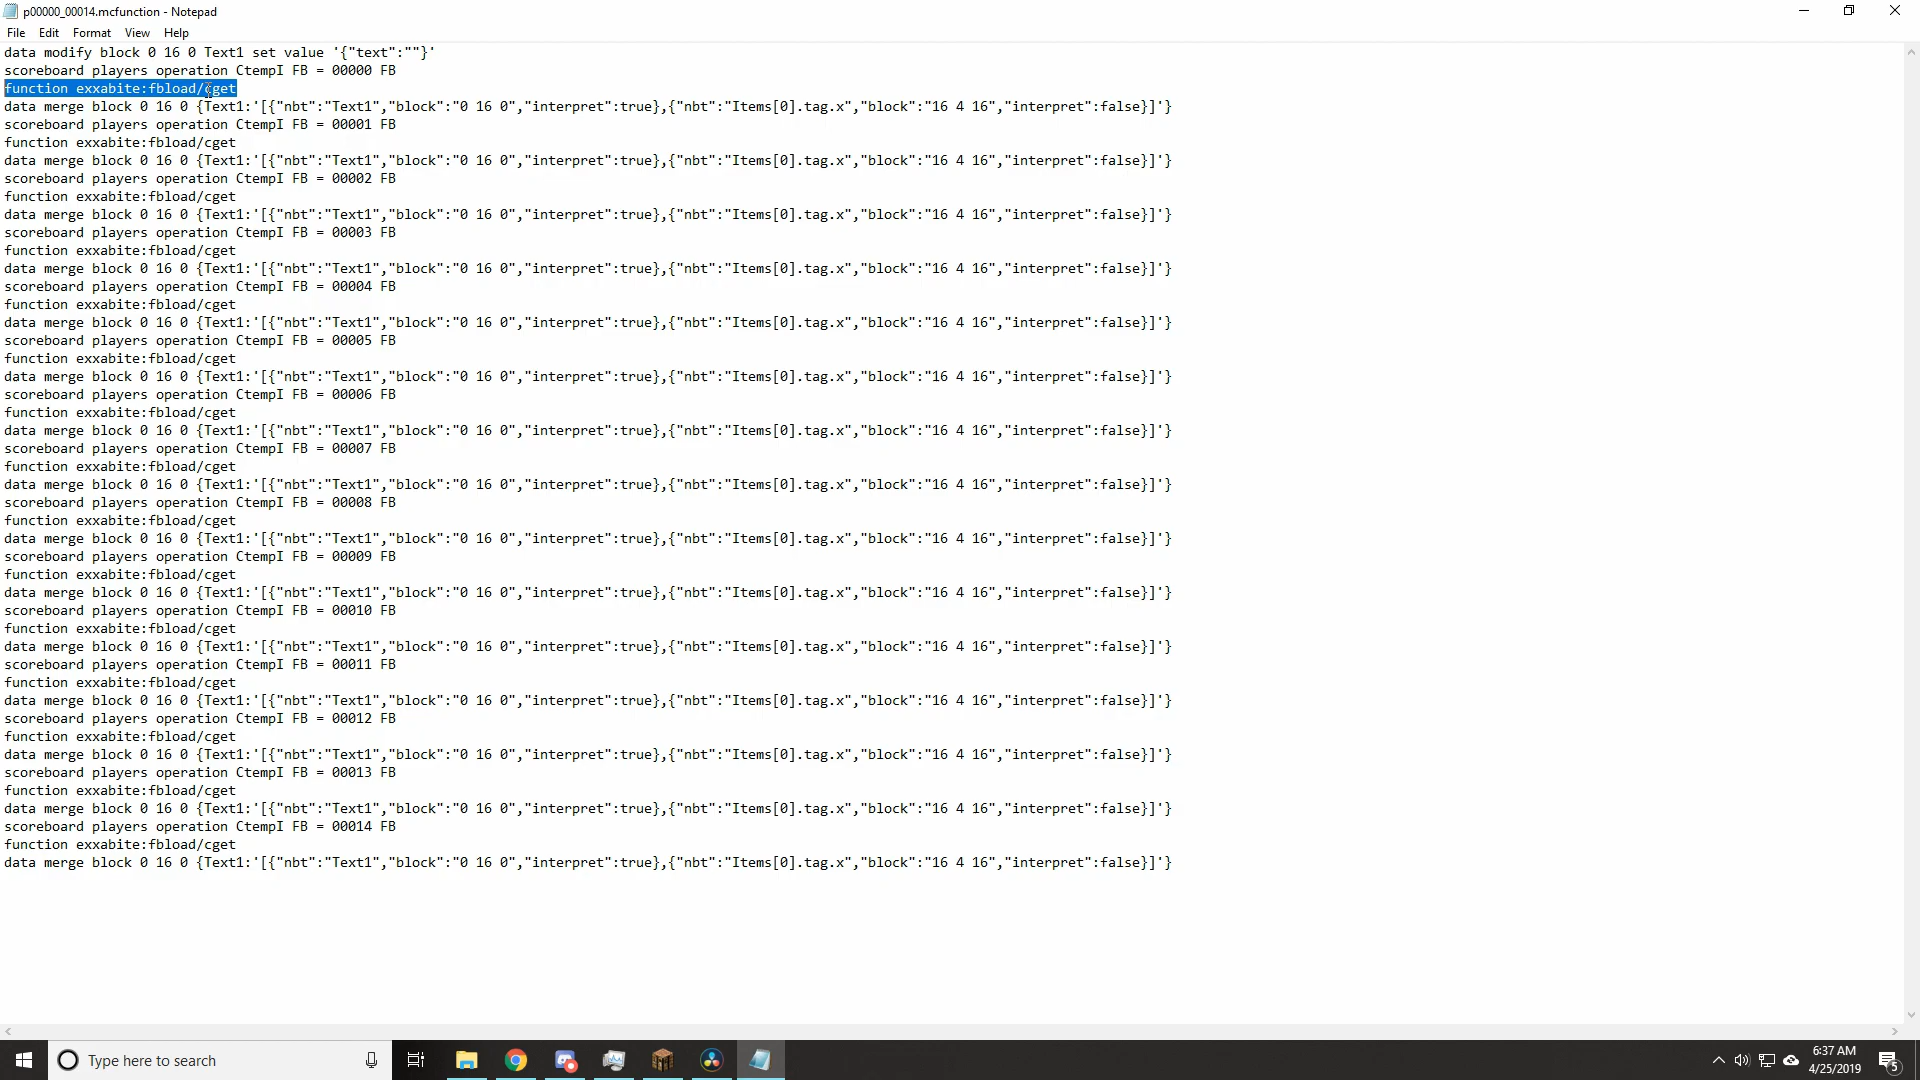 p00000_00014.mcfunction - Notepad
File Edit Format View Help
data modify block 0 16 0 Text1 set value '{"text":""}'
scoreboard players operation CtempI FB = 00000 FB
function exxabite:fbload/cget
data merge block 0 16 0 {Text1:'[{"nbt":"Text1","block":"0 16 0","interpret":true},{"nbt":"Items[0].tag.x","block":"16 4 16","interpret":false}]'}
scoreboard players operation CtempI FB = 00001 FB
function exxabite:fbload/cget
data merge block 0 16 0 {Text1:'[{"nbt":"Text1","block":"0 16 0","interpret":true},{"nbt":"Items[0].tag.x","block":"16 4 16","interpret":false}]'}
scoreboard players operation CtempI FB = 00002 FB
function exxabite:fbload/cget
data merge block 0 16 0 {Text1:'[{"nbt":"Text1","block":"0 16 0","interpret":true},{"nbt":"Items[0].tag.x","block":"16 4 16","interpret":false}]'}
scoreboard players operation CtempI FB = 00003 FB
function exxabite:fbload/cget
data merge block 0 16 0 {Text1:'[{"nbt":"Text1","block":"0 16 0","interpret":true},{"nbt":"Items[0].tag.x","block":"16 4 16","interpret":false}]'}
scoreboard players operation CtempI FB = 00004 FB
function exxabite:fbload/cget
data merge block 0 16 0 {Text1:'[{"nbt":"Text1","block":"0 16 0","interpret":true},{"nbt":"Items[0].tag.x","block":"16 4 16","interpret":false}]'}
scoreboard players operation CtempI FB = 00005 FB
function exxabite:fbload/cget
data merge block 0 16 0 {Text1:'[{"nbt":"Text1","block":"0 16 0","interpret":true},{"nbt":"Items[0].tag.x","block":"16 4 16","interpret":false}]'}
scoreboard players operation CtempI FB = 00006 FB
function exxabite:fbload/cget
data merge block 0 16 0 {Text1:'[{"nbt":"Text1","block":"0 16 0","interpret":true},{"nbt":"Items[0].tag.x","block":"16 4 16","interpret":false}]'}
scoreboard players operation CtempI FB = 00007 FB
function exxabite:fbload/cget
data merge block 0 16 0 {Text1:'[{"nbt":"Text1","block":"0 16 0","interpret":true},{"nbt":"Items[0].tag.x","block":"16 4 16","interpret":false}]'}
scoreboard players operation CtempI FB = 00008 FB
function exxabite:fbload/cget
data merge block 0 16 0 {Text1:'[{"nbt":"Text1","block":"0 16 0","interpret":true},{"nbt":"Items[0].tag.x","block":"16 4 16","interpret":false}]'}
scoreboard players operation CtempI FB = 00009 FB
function exxabite:fbload/cget
data merge block 0 16 0 {Text1:'[{"nbt":"Text1","block":"0 16 0","interpret":true},{"nbt":"Items[0].tag.x","block":"16 4 16","interpret":false}]'}
scoreboard players operation CtempI FB = 00010 FB
function exxabite:fbload/cget
data merge block 0 16 0 {Text1:'[{"nbt":"Text1","block":"0 16 0","interpret":true},{"nbt":"Items[0].tag.x","block":"16 4 16","interpret":false}]'}
scoreboard players operation CtempI FB = 00011 FB
function exxabite:fbload/cget
data merge block 0 16 0 {Text1:'[{"nbt":"Text1","block":"0 16 0","interpret":true},{"nbt":"Items[0].tag.x","block":"16 4 16","interpret":false}]'}
scoreboard players operation CtempI FB = 00012 FB
function exxabite:fbload/cget
data merge block 0 16 0 {Text1:'[{"nbt":"Text1","block":"0 16 0","interpret":true},{"nbt":"Items[0].tag.x","block":"16 4 16","interpret":false}]'}
scoreboard players operation CtempI FB = 00013 FB
function exxabite:fbload/cget
data merge block 0 16 0 {Text1:'[{"nbt":"Text1","block":"0 16 0","interpret":true},{"nbt":"Items[0].tag.x","block":"16 4 16","interpret":false}]'}
scoreboard players operation CtempI FB = 00014 FB
function exxabite:fbload/cget
data merge block 0 16 0 {Text1:'[{"nbt":"Text1","block":"0 16 0","interpret":true},{"nbt":"Items[0].tag.x","block":"16 4 16","interpret":false}]'}
Type here to search
6:37 AM
4/25/2019
5